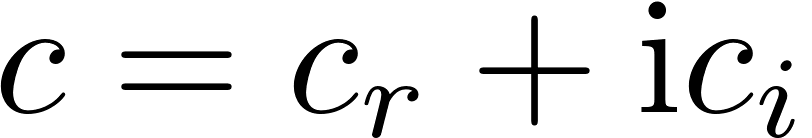 c = c_r + ic_i